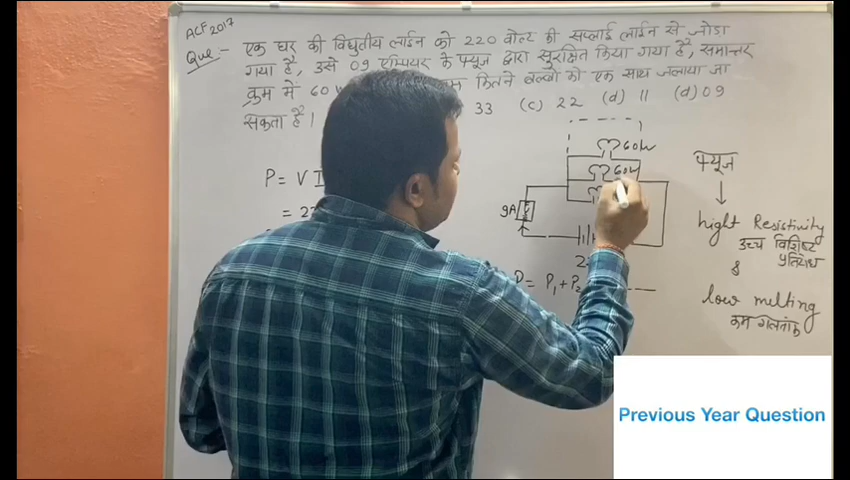 ACF 2017
Que :- एक घर की विधुतीय लाईन को 220 वोल्ट की सप्लाई लाईन से जोडा
गया है, उसे 09 एम्पियर के फ्यूज द्वारा सुरक्षित किया गया है, समान्तर
क्रम में 60 कितने बल्बो को एक साथ जलाया जा
सकता है। 33 (c) 22 (d) 11 (d) 09
60w
60w
9A
P = V I
= 22
P = P1 + P2
फ्यूज
hight Resistivity
उच्च विशिष्ट
प्रतिरोध
&
low melting
कम गलनांक
Previous Year Question